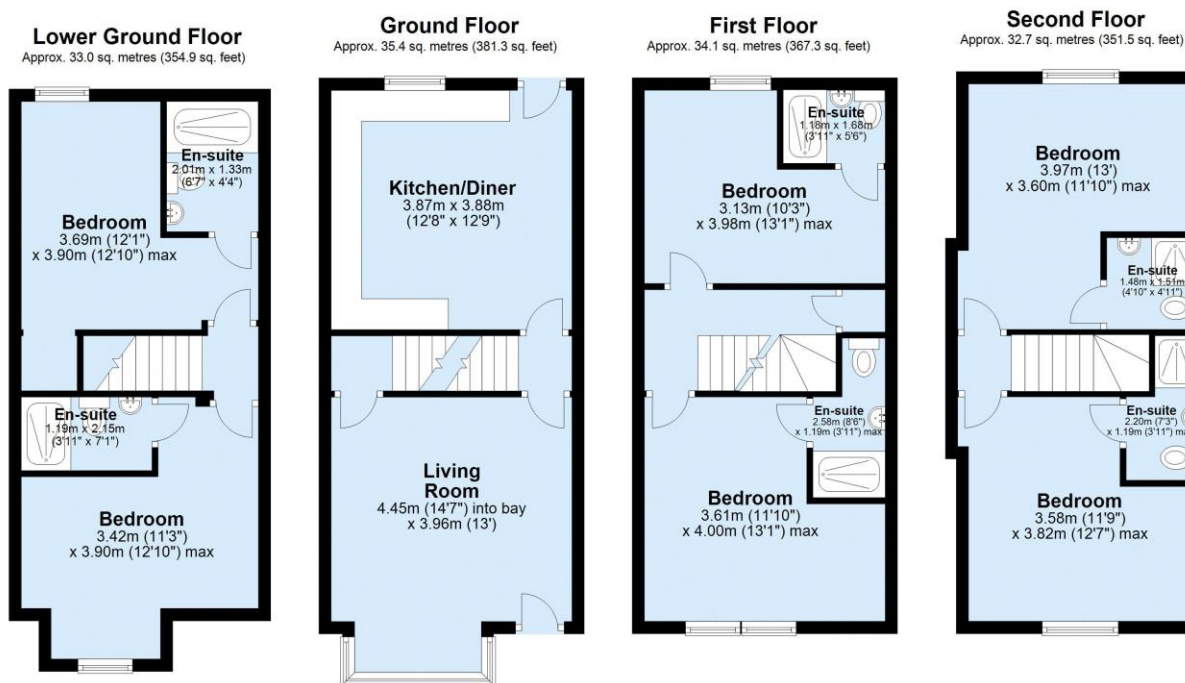 Lower Ground Floor
Approx. 33.0 sq. metres (354.9 sq. feet)
En-suite
2.01m x 1.33m
(6'7" x 4'4")
Bedroom
3.69m (12'1")
x 3.90m (12'10") max
En-suite
1.19m x 2.15m
(3'11" x 7'1")
Bedroom
3.42m (11'3")
x 3.90m (12'10") max
Ground Floor
Approx. 35.4 sq. metres (381.3 sq. feet)
Kitchen/Diner
3.87m x 3.88m
(12'8" x 12'9")
Living
Room
4.45m (14'7") into bay
x 3.96m (13')
First Floor
Approx. 34.1 sq. metres (367.3 sq. feet)
En-suite
1.18m x 1.68m
(3'11" x 5'6")
Bedroom
3.13m (10'3")
x 3.98m (13'1") max
En-suite
2.58m (8'6")
x 1.19m (3'11") max
Bedroom
3.61m (11'10")
x 4.00m (13'1") max
Second Floor
Approx. 32.7 sq. metres (351.5 sq. feet)
Bedroom
3.97m (13')
x 3.60m (11'10") max
En-suite
1.48m x 1.51m
(4'10" x 4'11")
En-suite
2.20m (7'3")
x 1.19m (3'11")
Bedroom
3.58m (11'9")
x 3.82m (12'7") max